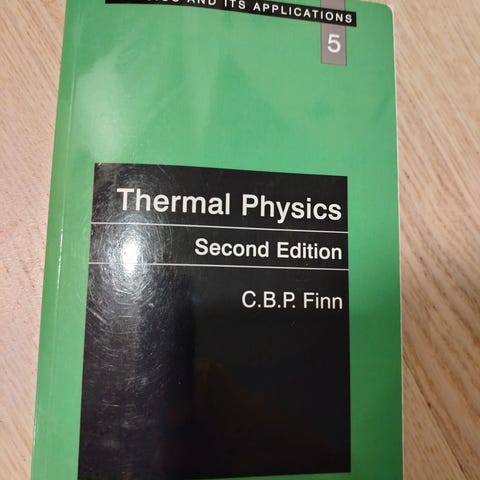 AND ITS APPLICATIONS
5
Thermal Physics
Second Edition
C.B.P. Finn